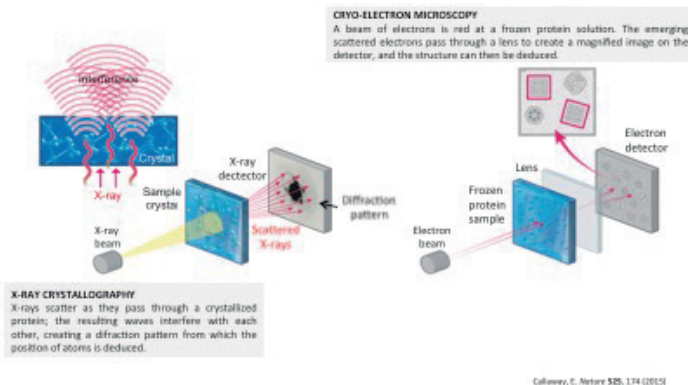 CRYO-ELECTRON MICROSCOPY
A beam of electrons is red at a frozen protein solution. The emerging
scattered electrons pass through a lens to create a magnified image on the
detector, and the structure can then be deduced.
Interference
Crystal
X-ray
Sample
crystal
X-ray
dectector
Diffraction
pattern
Scattered
X-rays
X-ray
beam
Electron
detector
Lens
Frozen
protein
sample
Electron
beam
X-RAY CRYSTALLOGRAPHY
X-rays scatter as they pass through a crystallized
protein; the resulting waves interfere with each
other, creating a difraction pattern from which the
position of atoms is deduced.
Callaway, E. Nature 525, 174 (2015)